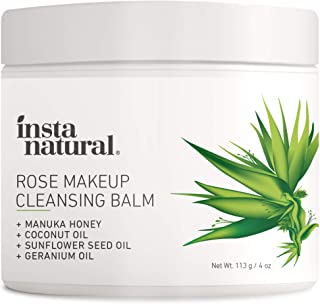 insta
natural®
ROSE MAKEUP
CLEANSING BALM
+ MANUKA HONEY
+ COCONUT OIL
+ SUNFLOWER SEED OIL
+ GERANIUM OIL
Net Wt. 113 g / 4 oz